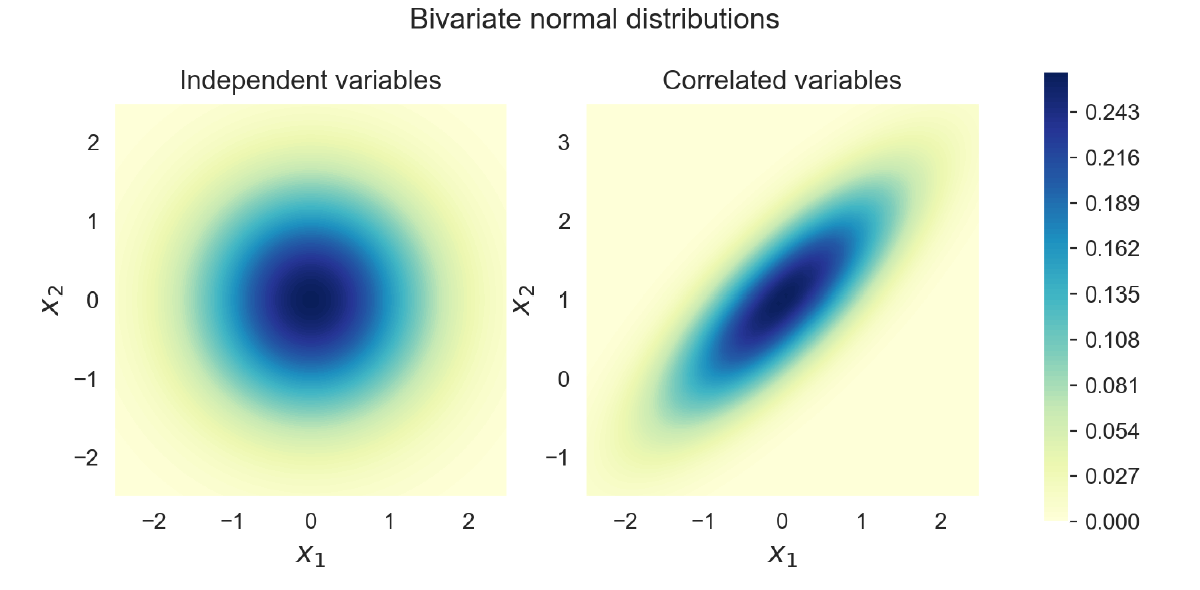 Bivariate normal distributions
Independent variables
Correlated variables
2
1
0
−1
−2
x2
−2 −1 0 1 2
x1
3
2
1
0
−1
x2
−2 −1 0 1 2
x1
0.243
0.216
0.189
0.162
0.135
0.108
0.081
0.054
0.027
0.000